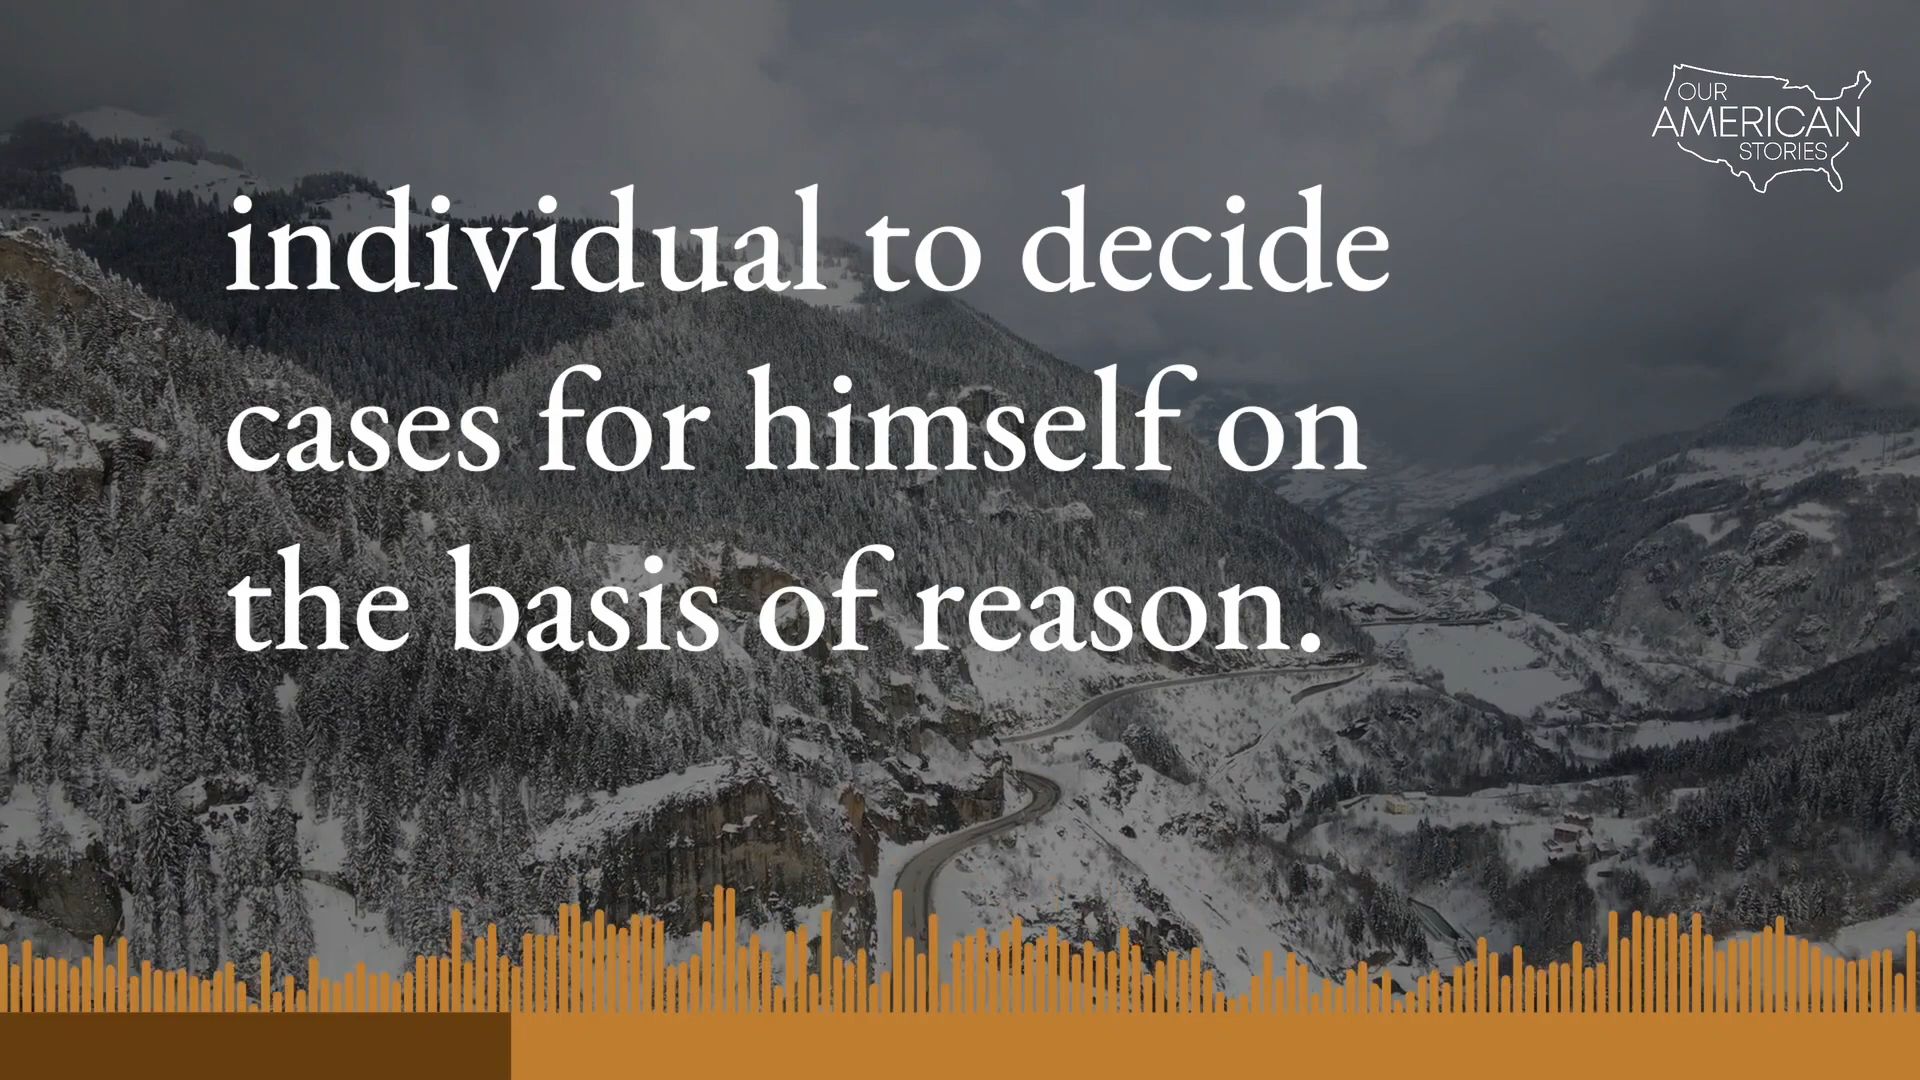 OUR
AMERICAN
STORIES
individual to decide
cases for himself on
the basis of reason.